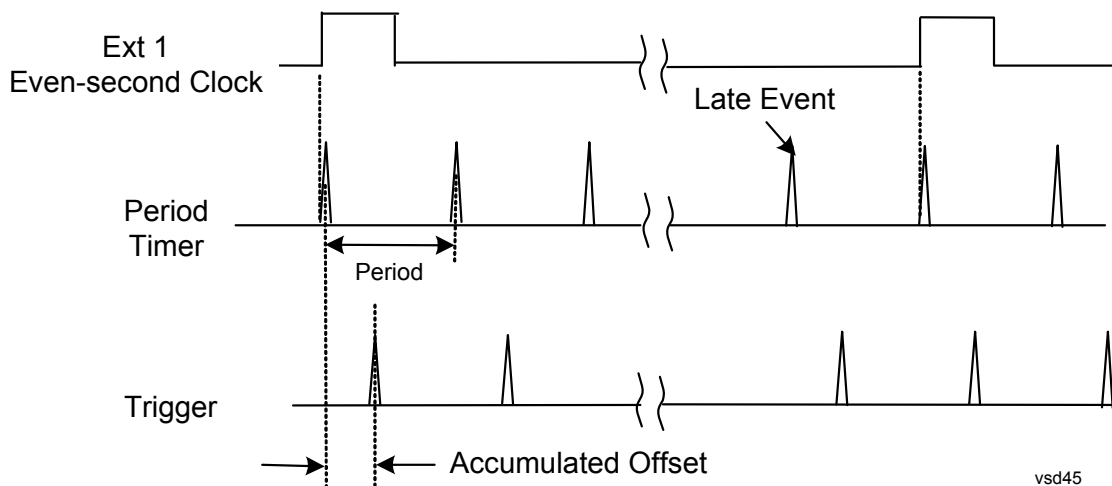 Ext 1
Even-second Clock
Late Event
Period
Timer
Period
Trigger
Accumulated Offset
vsd45